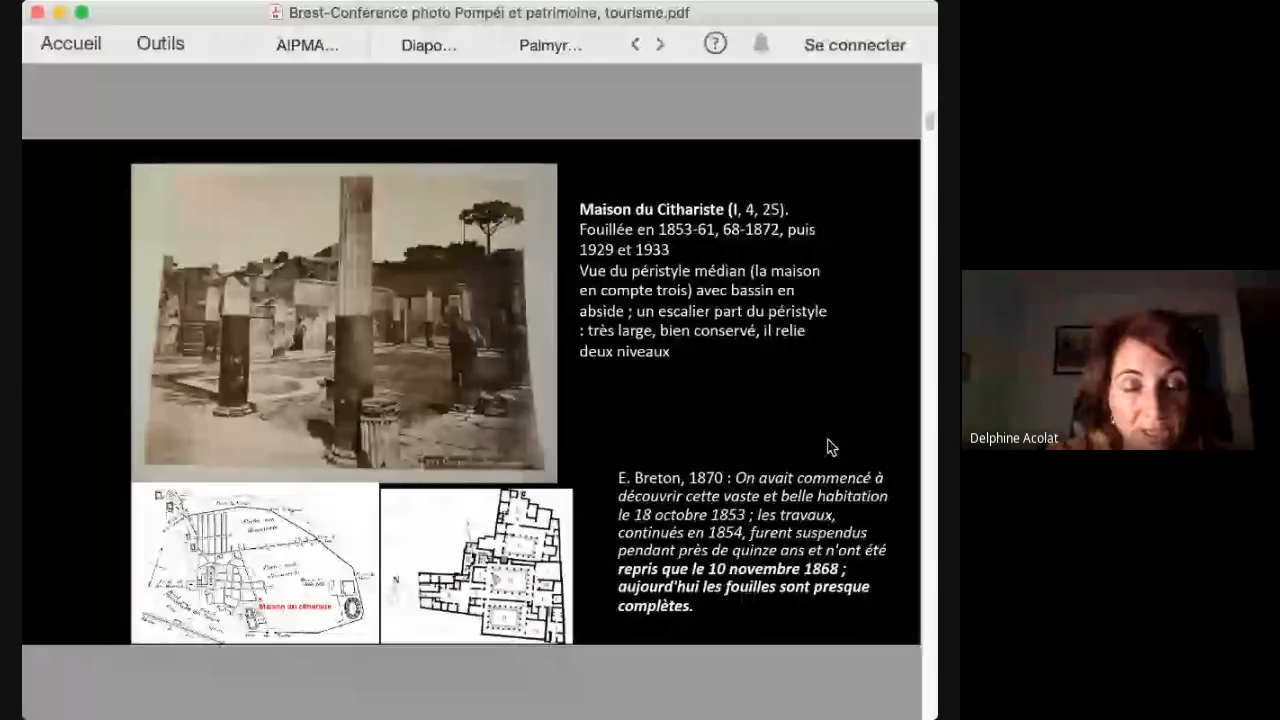 Brest-Conférence photo Pompéi et patrimoine, tourisme.pdf
Accueil Outils AIPMA... Diapo... Palmyr... ? Se connecter
Maison du Cithariste (I, 4, 25).
Fouillée en 1853-61, 68-1872, puis
1929 et 1933
Vue du péristyle médian (la maison
en compte trois) avec bassin en
abside ; un escalier part du péristyle
: très large, bien conservé, il relie
deux niveaux
E. Breton, 1870 : On avait commencé à
découvrir cette vaste et belle habitation
le 18 octobre 1853 ; les travaux,
continués en 1854, furent suspendus
pendant près de quinze ans et n'ont été
repris que le 10 novembre 1868 ;
aujourd'hui les fouilles sont presque
complètes.
Maison du cithariste
N
Delphine Acolat